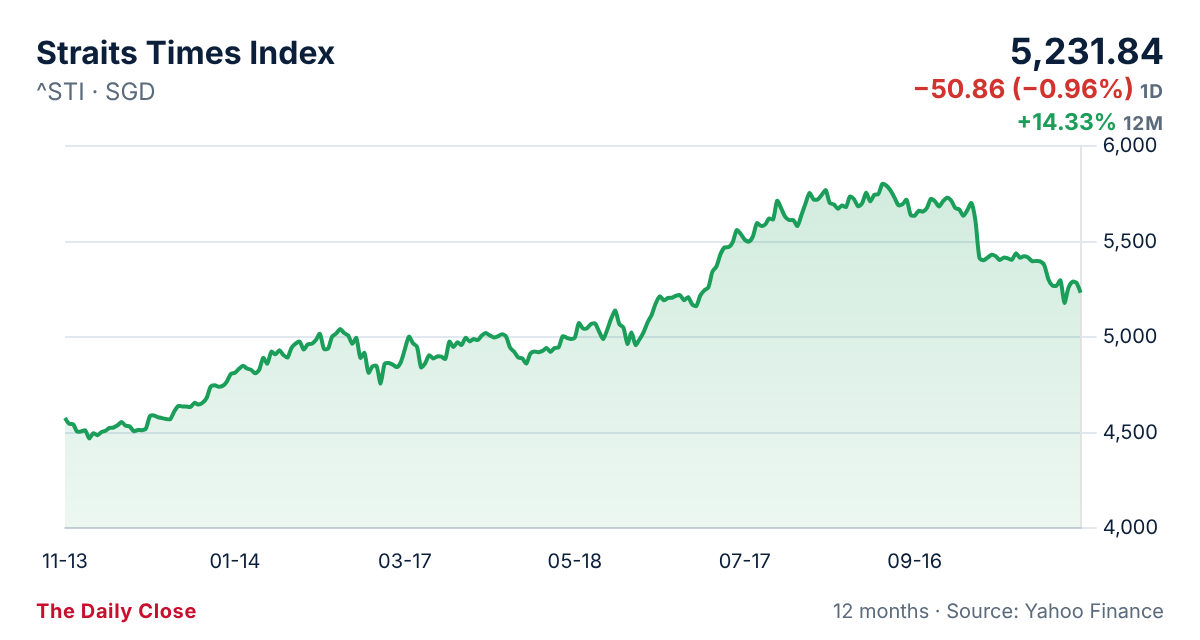 Straits Times Index
^STI · SGD
5,231.84
−50.86 (−0.96%) 1D
+14.33% 12M
6,000
5,500
5,000
4,500
4,000
11-13 01-14 03-17 05-18 07-17 09-16
The Daily Close
12 months · Source: Yahoo Finance